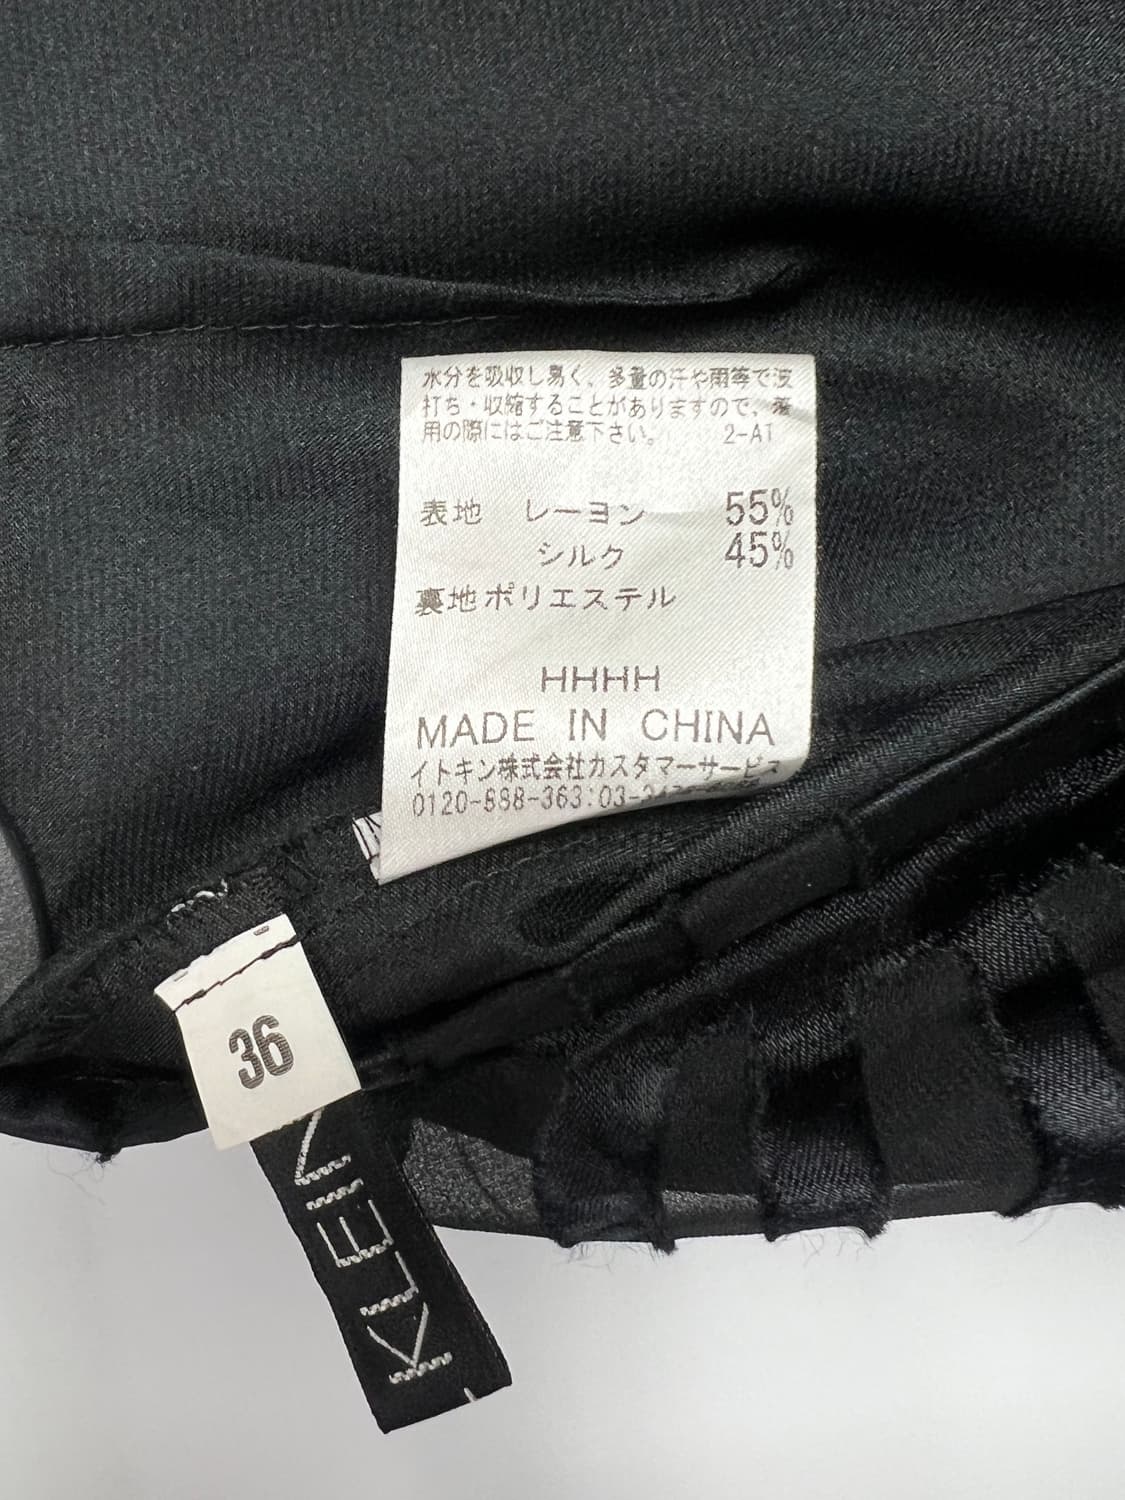 水分を吸収し易く、多量の汗や雨等で波
打ち・収縮することがありますので、着
用の際にはご注意下さい。 2-A1
表地 レーヨン 55%
シルク 45%
裏地ポリエステル
HHHH
MADE IN CHINA
イトキン株式会社カスタマーサービス
0120-888-363:03-
36
KLEIN